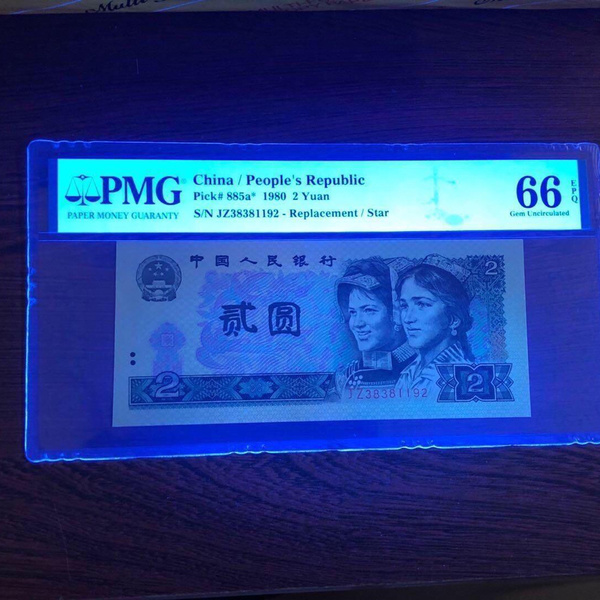 Multi
PMG
PAPER MONEY GUARANTY
China / People's Republic
Pick# 885a* 1980 2 Yuan
S/N JZ38381192 - Replacement / Star
66 EPQ
Gem Uncirculated
中国人民银行
2
贰圆
2
JZ38381192
2